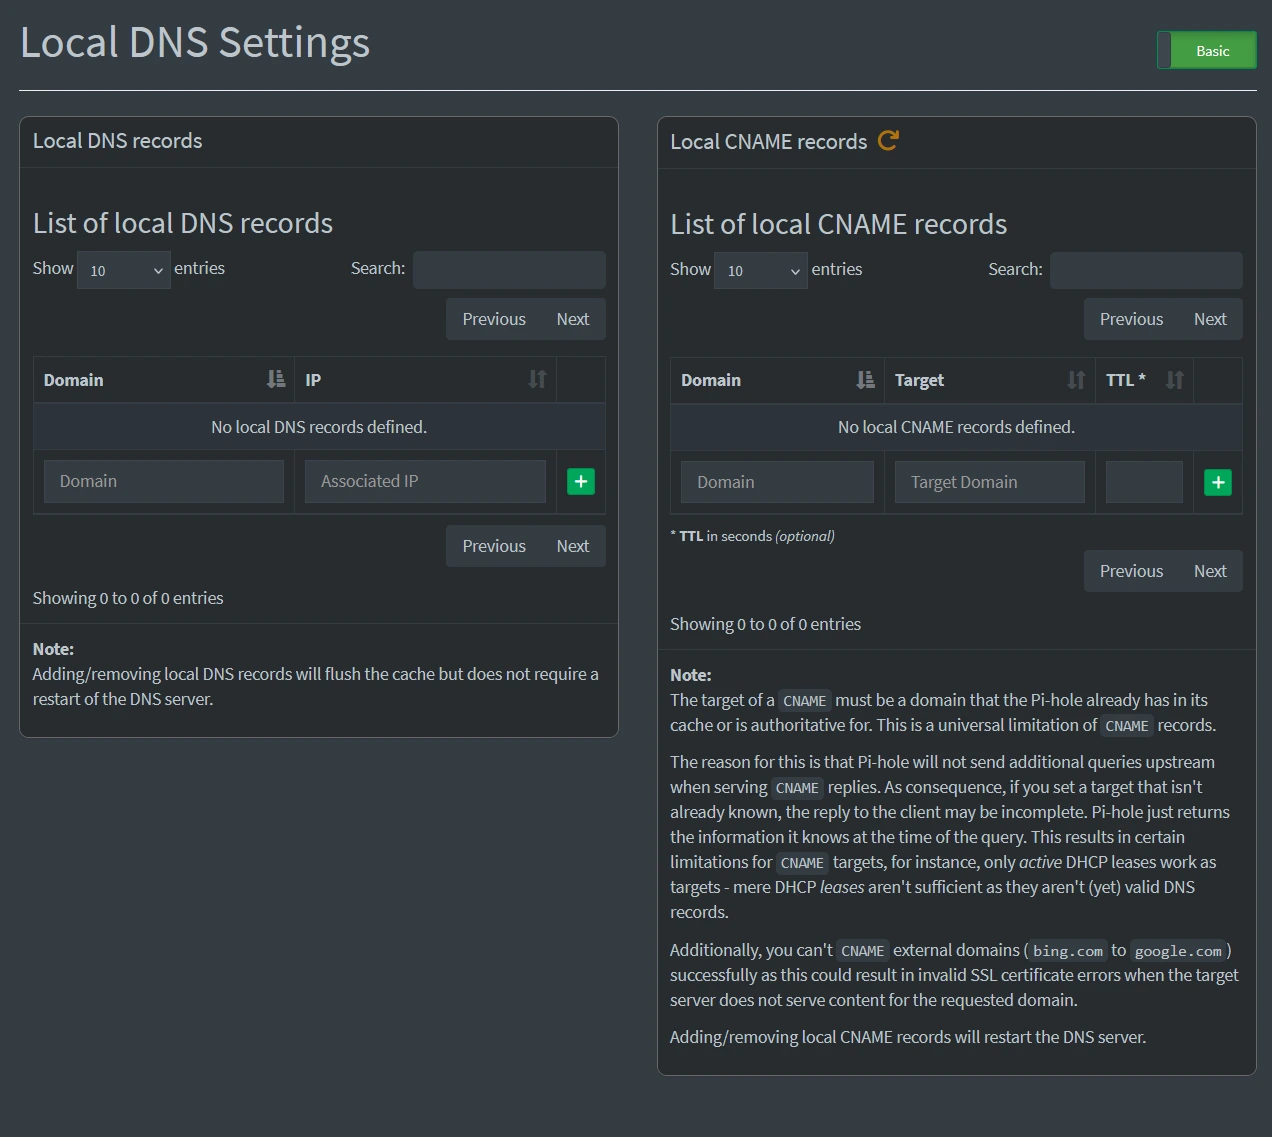 Local DNS Settings
Basic
Local DNS records
List of local DNS records
Show 10 entries Search:
Previous Next
Domain IP
No local DNS records defined.
Domain Associated IP
Previous Next
Showing 0 to 0 of 0 entries
Note:
Adding/removing local DNS records will flush the cache but does not require a
restart of the DNS server.
Local CNAME records
List of local CNAME records
Show 10 entries Search:
Previous Next
Domain Target TTL *
No local CNAME records defined.
Domain Target Domain
* TTL in seconds (optional)
Previous Next
Showing 0 to 0 of 0 entries
Note:
The target of a CNAME must be a domain that the Pi-hole already has in its
cache or is authoritative for. This is a universal limitation of CNAME records.
The reason for this is that Pi-hole will not send additional queries upstream
when serving CNAME replies. As consequence, if you set a target that isn't
already known, the reply to the client may be incomplete. Pi-hole just returns
the information it knows at the time of the query. This results in certain
limitations for CNAME targets, for instance, only active DHCP leases work as
targets - mere DHCP leases aren't sufficient as they aren't (yet) valid DNS
records.
Additionally, you can't CNAME external domains (bing.com to google.com)
successfully as this could result in invalid SSL certificate errors when the target
server does not serve content for the requested domain.
Adding/removing local CNAME records will restart the DNS server.